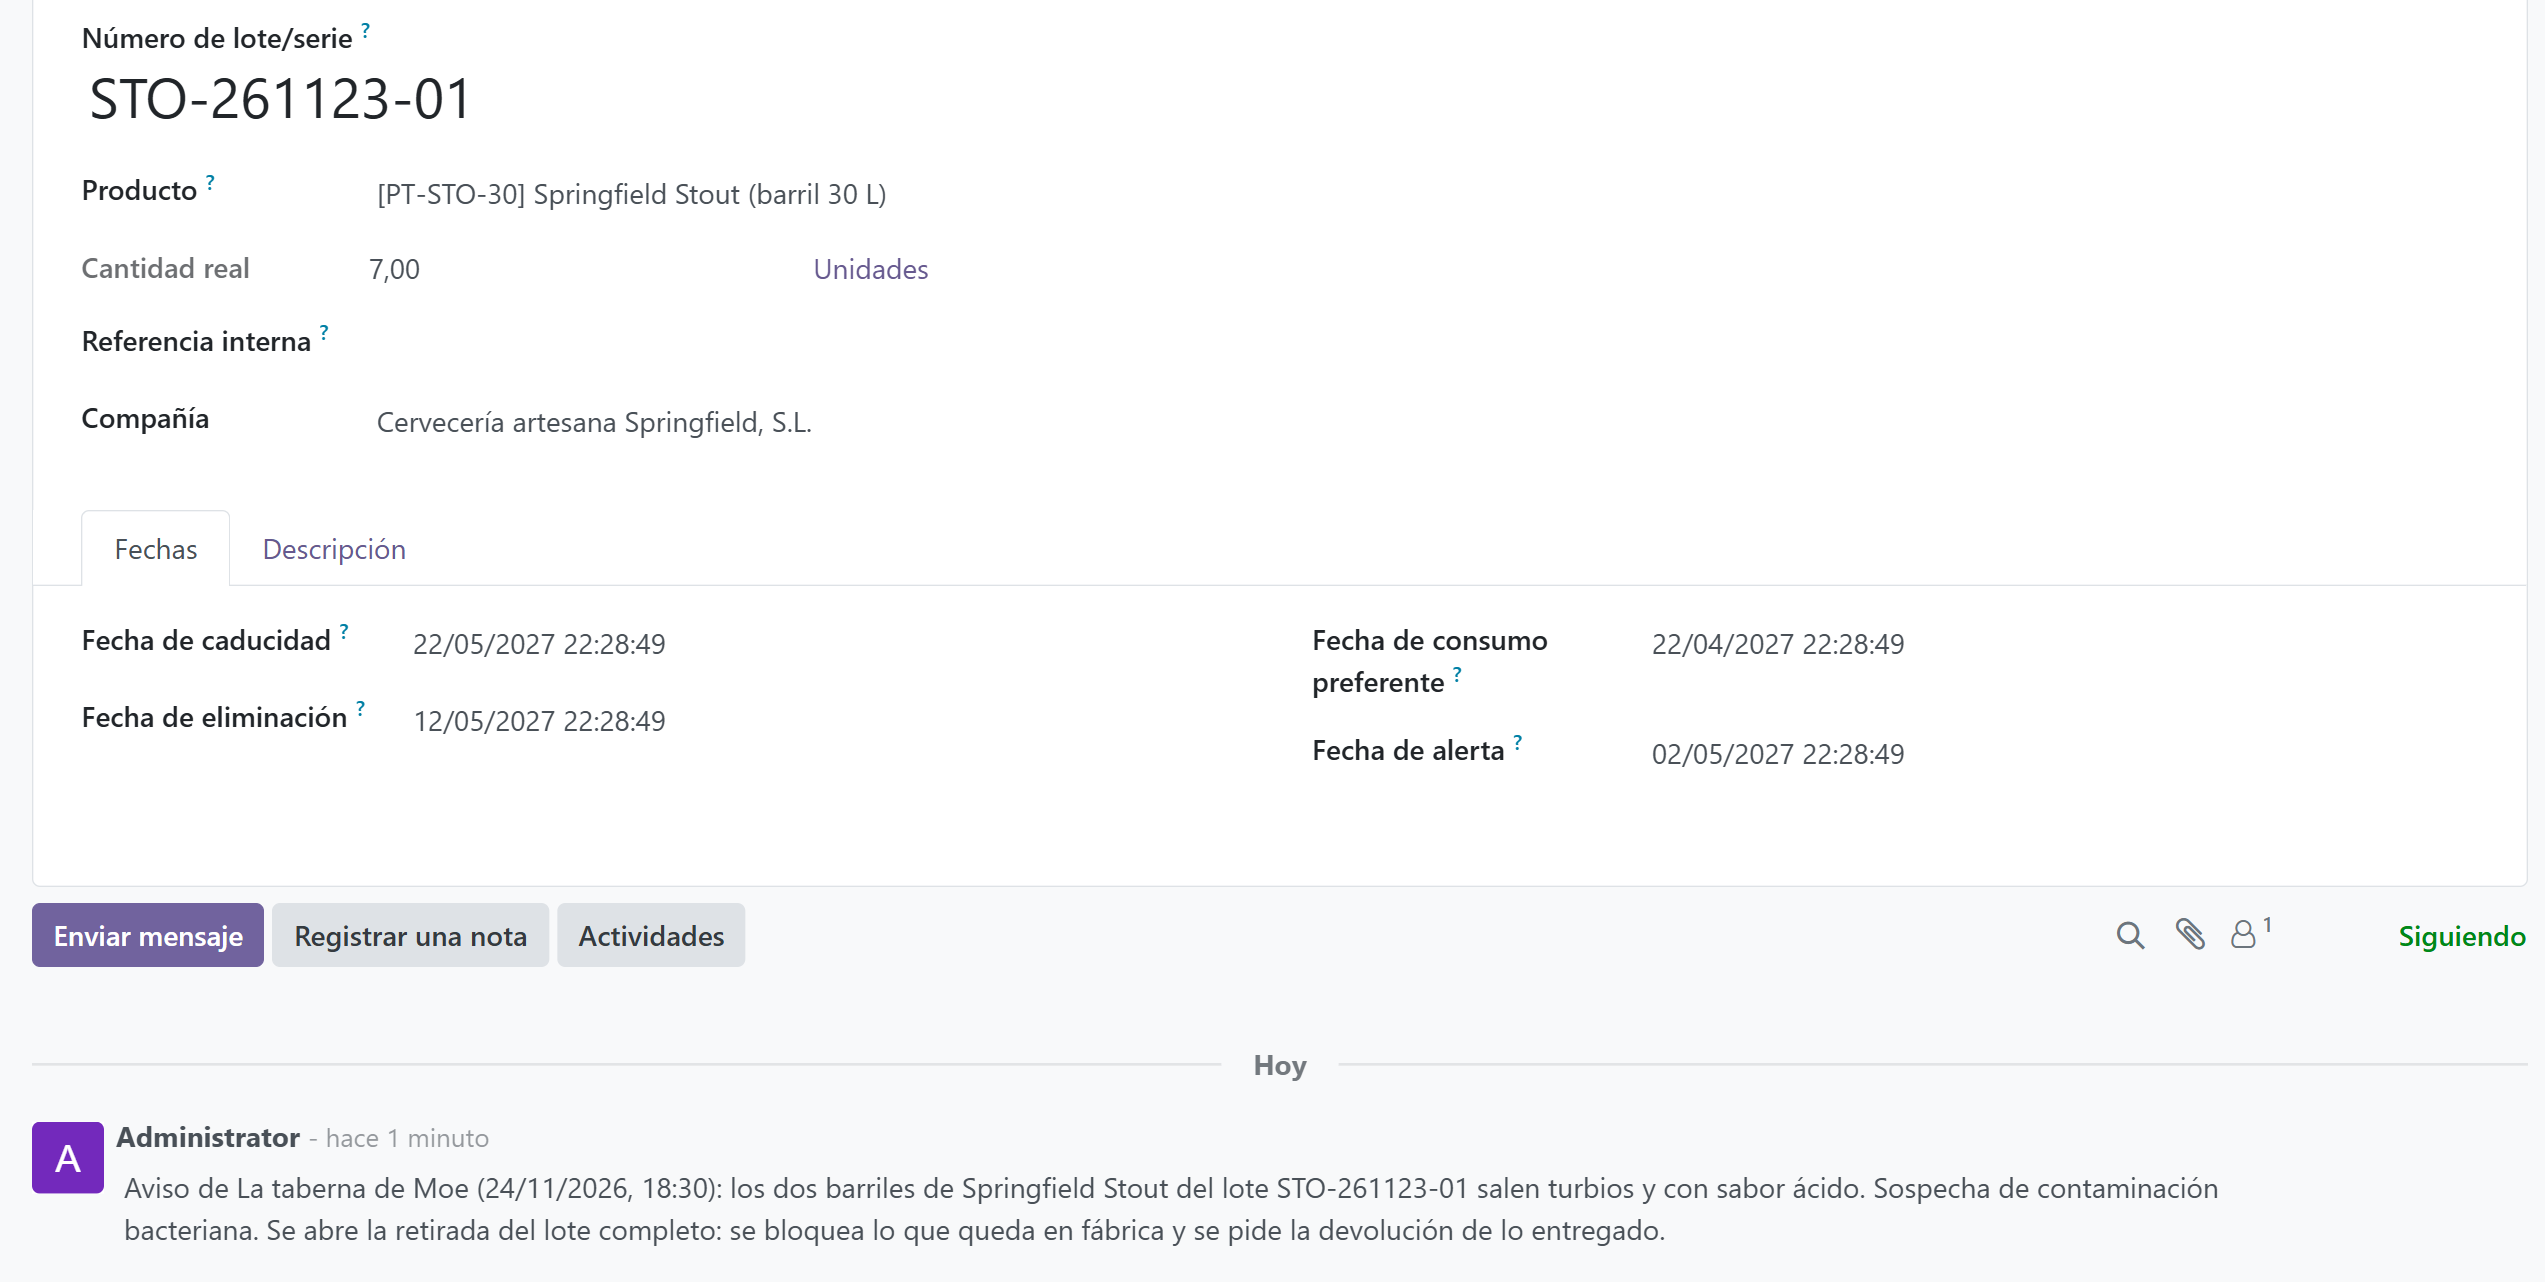 Número de lote/serie ?
STO-261123-01
Producto ? [PT-STO-30] Springfield Stout (barril 30 L)
Cantidad real 7,00 Unidades
Referencia interna ?
Compañía Cervecería artesana Springfield, S.L.
Fechas Descripción
Fecha de caducidad ? 22/05/2027 22:28:49
Fecha de eliminación ? 12/05/2027 22:28:49
Fecha de consumo
preferente ? 22/04/2027 22:28:49
Fecha de alerta ? 02/05/2027 22:28:49
Enviar mensaje Registrar una nota Actividades 1 Siguiendo
Hoy
A
Administrator - hace 1 minuto
Aviso de La taberna de Moe (24/11/2026, 18:30): los dos barriles de Springfield Stout del lote STO-261123-01 salen turbios y con sabor ácido. Sospecha de contaminación
bacteriana. Se abre la retirada del lote completo: se bloquea lo que queda en fábrica y se pide la devolución de lo entregado.